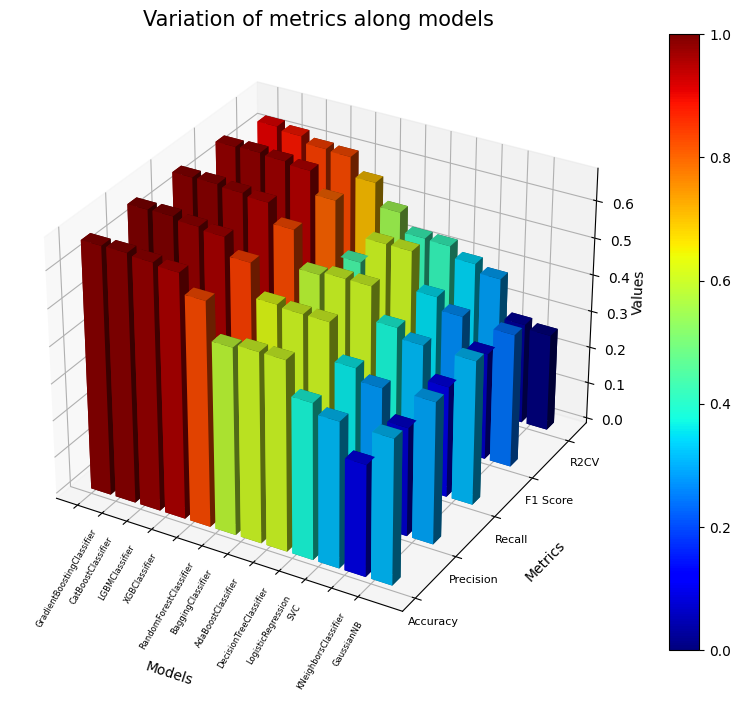 Variation of metrics along models
1.0
0.8
0.6
0.4
0.2
0.0
0.6
0.5
0.4
0.3
0.2
0.1
0.0
Values
R2CV
F1 Score
Recall
Precision
Accuracy
Metrics
GradientBoostingClassifier
CatBoostClassifier
LGBMClassifier
XGBClassifier
RandomForestClassifier
BaggingClassifier
AdaBoostClassifier
DecisionTreeClassifier
LogisticRegression
SVC
KNeighborsClassifier
GaussianNB
Models